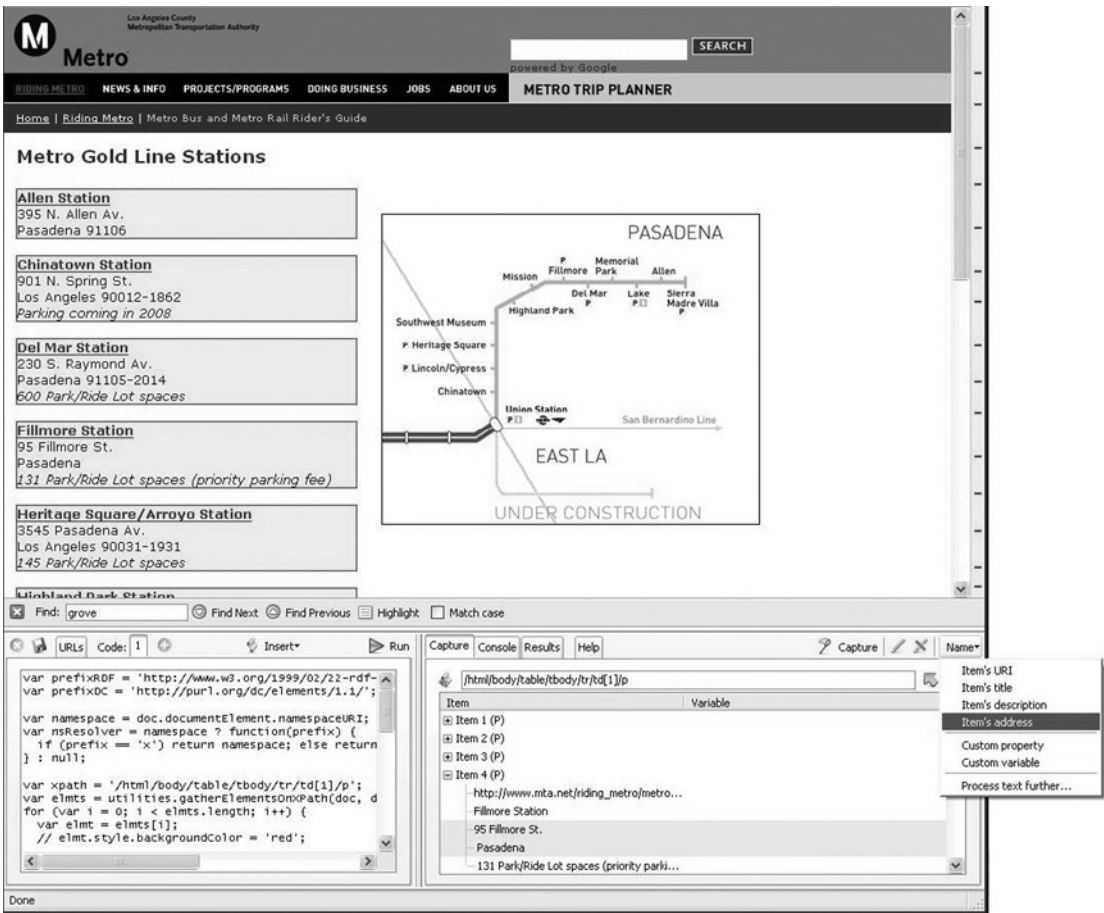 Los Angeles County
Metropolitan Transportation Authority
M
Metro
SEARCH
powered by Google
RIDING METRO NEWS & INFO PROJECTS/PROGRAMS DOING BUSINESS JOBS ABOUT US METRO TRIP PLANNER
Home | Riding Metro | Metro Bus and Metro Rail Rider's Guide
Metro Gold Line Stations
Allen Station
395 N. Allen Av.
Pasadena 91106
Chinatown Station
901 N. Spring St.
Los Angeles 90012-1862
Parking coming in 2008
Del Mar Station
230 S. Raymond Av.
Pasadena 91105-2014
600 Park/Ride Lot spaces
Fillmore Station
95 Fillmore St.
Pasadena
131 Park/Ride Lot spaces (priority parking fee)
Heritage Square/Arroyo Station
3545 Pasadena Av.
Los Angeles 90031-1931
145 Park/Ride Lot spaces
Highland Park Station
PASADENA
P
Fillmore
Memorial
Park
Allen
Mission
Del Mar
P
Lake
P
Sierra
Madre Villa
P
Highland Park
Southwest Museum
P Heritage Square
P Lincoln/Cypress
Chinatown
Union Station
P
San Bernardino Line
EAST LA
UNDER CONSTRUCTION
Find: grove Find Next Find Previous Highlight Match case
URLs Code: 1 Insert Run
var prefixRDF = 'http://www.w3.org/1999/02/22-rdf-
var prefixDC = 'http://purl.org/dc/elements/1.1/';
var namespace = doc.documentElement.namespaceURI;
var nsResolver = namespace ? function(prefix) {
if (prefix == 'x') return namespace; else return
} : null;
var xpath = '/html/body/table/tbody/tr/td[1]/p';
var elmts = utilities.gatherElementsOnXPath(doc, d
for (var i = 0; i < elmts.length; i++) {
var elmt = elmts[i];
// elmt.style.backgroundColor = 'red';
Capture Console Results Help Capture Name
/html/body/table/tbody/tr/td[1]/p
Item Variable
Item 1 (P)
Item 2 (P)
Item 3 (P)
Item 4 (P)
http://www.mta.net/riding_metro/metro...
Fillmore Station
95 Fillmore St.
Pasadena
131 Park/Ride Lot spaces (priority parki...
Item's URI
Item's title
Item's description
Item's address
Custom property
Custom variable
Process text further...
Done